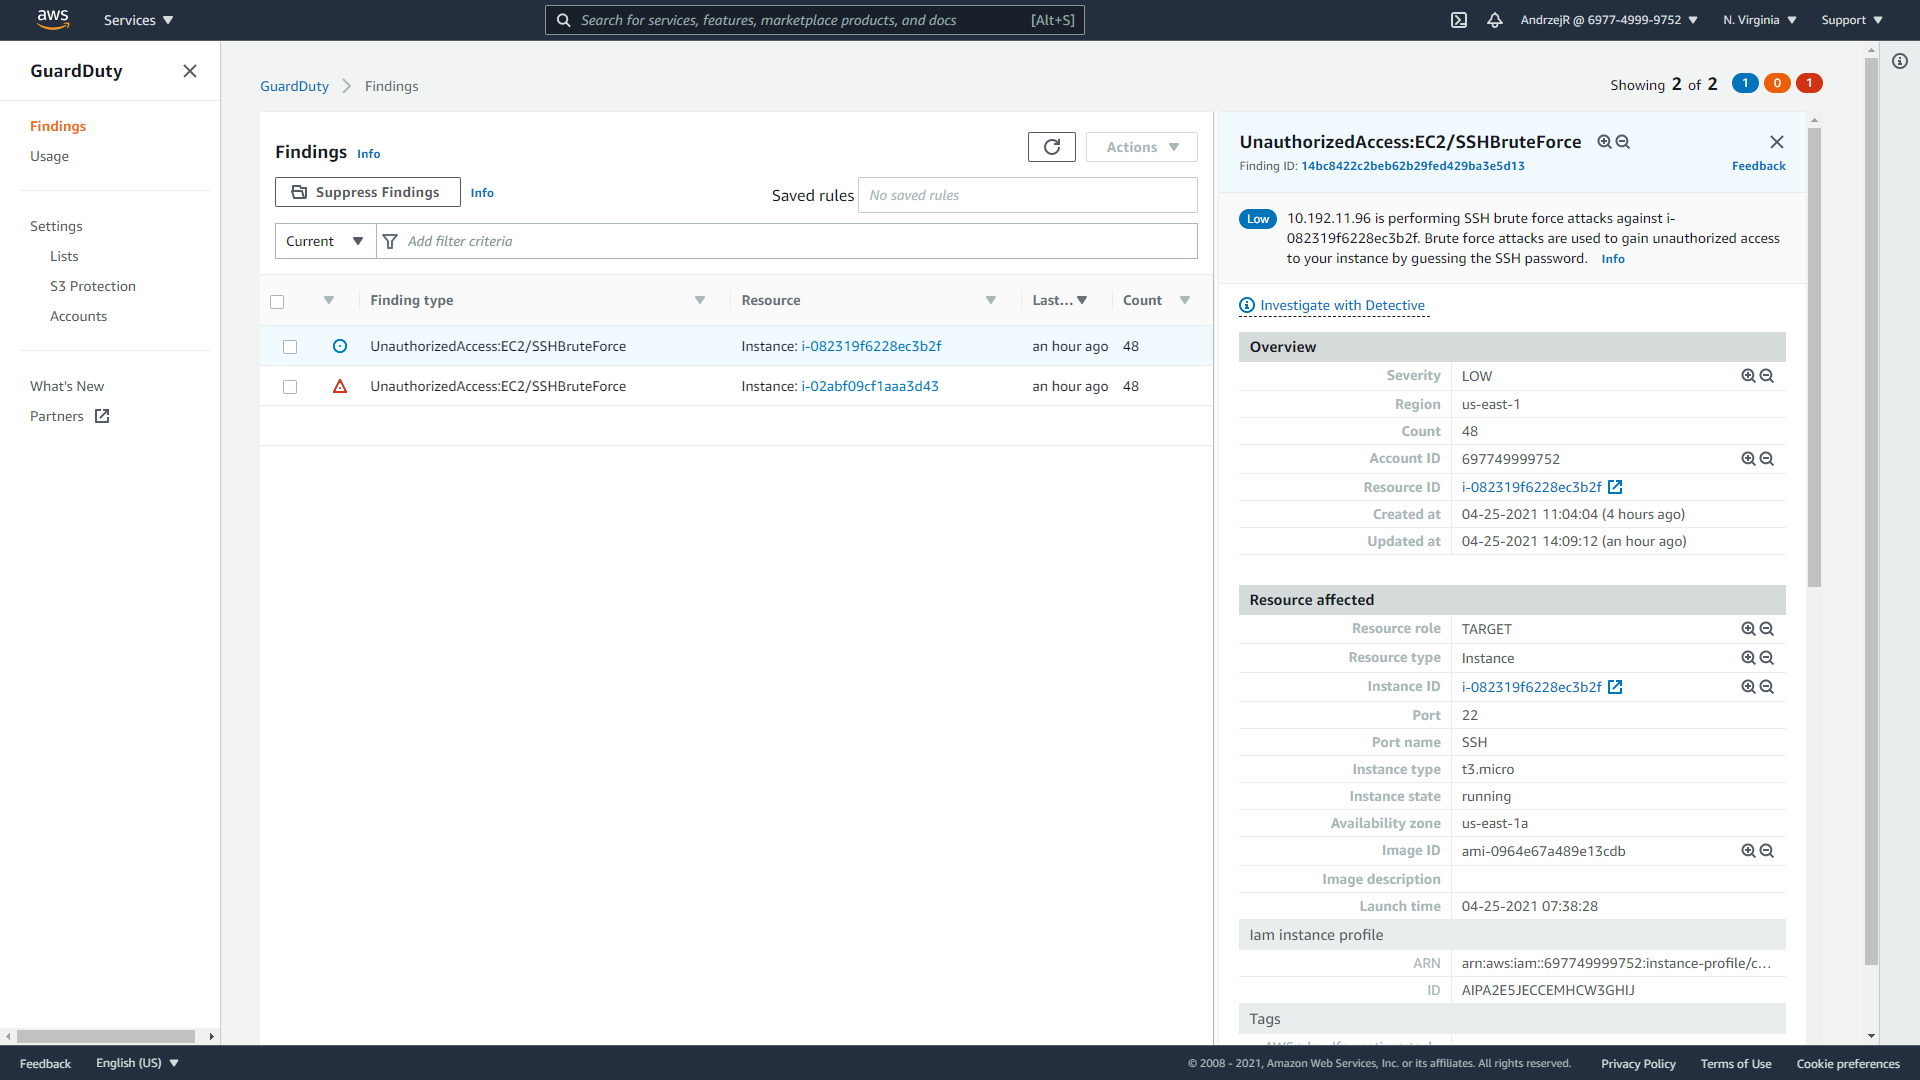 aws
Services
Search for services, features, marketplace products, and docs
[Alt+S]
AndrzejR @ 6977-4999-9752
N. Virginia
Support
GuardDuty
Findings
Usage
Settings
Lists
S3 Protection
Accounts
What's New
Partners
GuardDuty
Findings
Showing 2 of 2
1
0
1
Findings Info
Actions
Suppress Findings
Info
Saved rules
No saved rules
Current
Add filter criteria
Finding type Resource Last... Count
UnauthorizedAccess:EC2/SSHBruteForce Instance: i-082319f6228ec3b2f an hour ago 48
UnauthorizedAccess:EC2/SSHBruteForce Instance: i-02abf09cf1aaa3d43 an hour ago 48
UnauthorizedAccess:EC2/SSHBruteForce
Finding ID: 14bc8422c2beb62b29fed429ba3e5d13
Feedback
Low
10.192.11.96 is performing SSH brute force attacks against i-
082319f6228ec3b2f. Brute force attacks are used to gain unauthorized access
to your instance by guessing the SSH password. Info
Investigate with Detective
Overview
Severity LOW
Region us-east-1
Count 48
Account ID 697749999752
Resource ID i-082319f6228ec3b2f
Created at 04-25-2021 11:04:04 (4 hours ago)
Updated at 04-25-2021 14:09:12 (an hour ago)
Resource affected
Resource role TARGET
Resource type Instance
Instance ID i-082319f6228ec3b2f
Port 22
Port name SSH
Instance type t3.micro
Instance state running
Availability zone us-east-1a
Image ID ami-0964e67a489e13cdb
Image description
Launch time 04-25-2021 07:38:28
Iam instance profile
ARN arn:aws:iam::697749999752:instance-profile/c...
ID AIPA2E5JECCEMHCW3GHIJ
Tags
Feedback
English (US)
© 2008 - 2021, Amazon Web Services, Inc. or its affiliates. All rights reserved.
Privacy Policy
Terms of Use
Cookie preferences